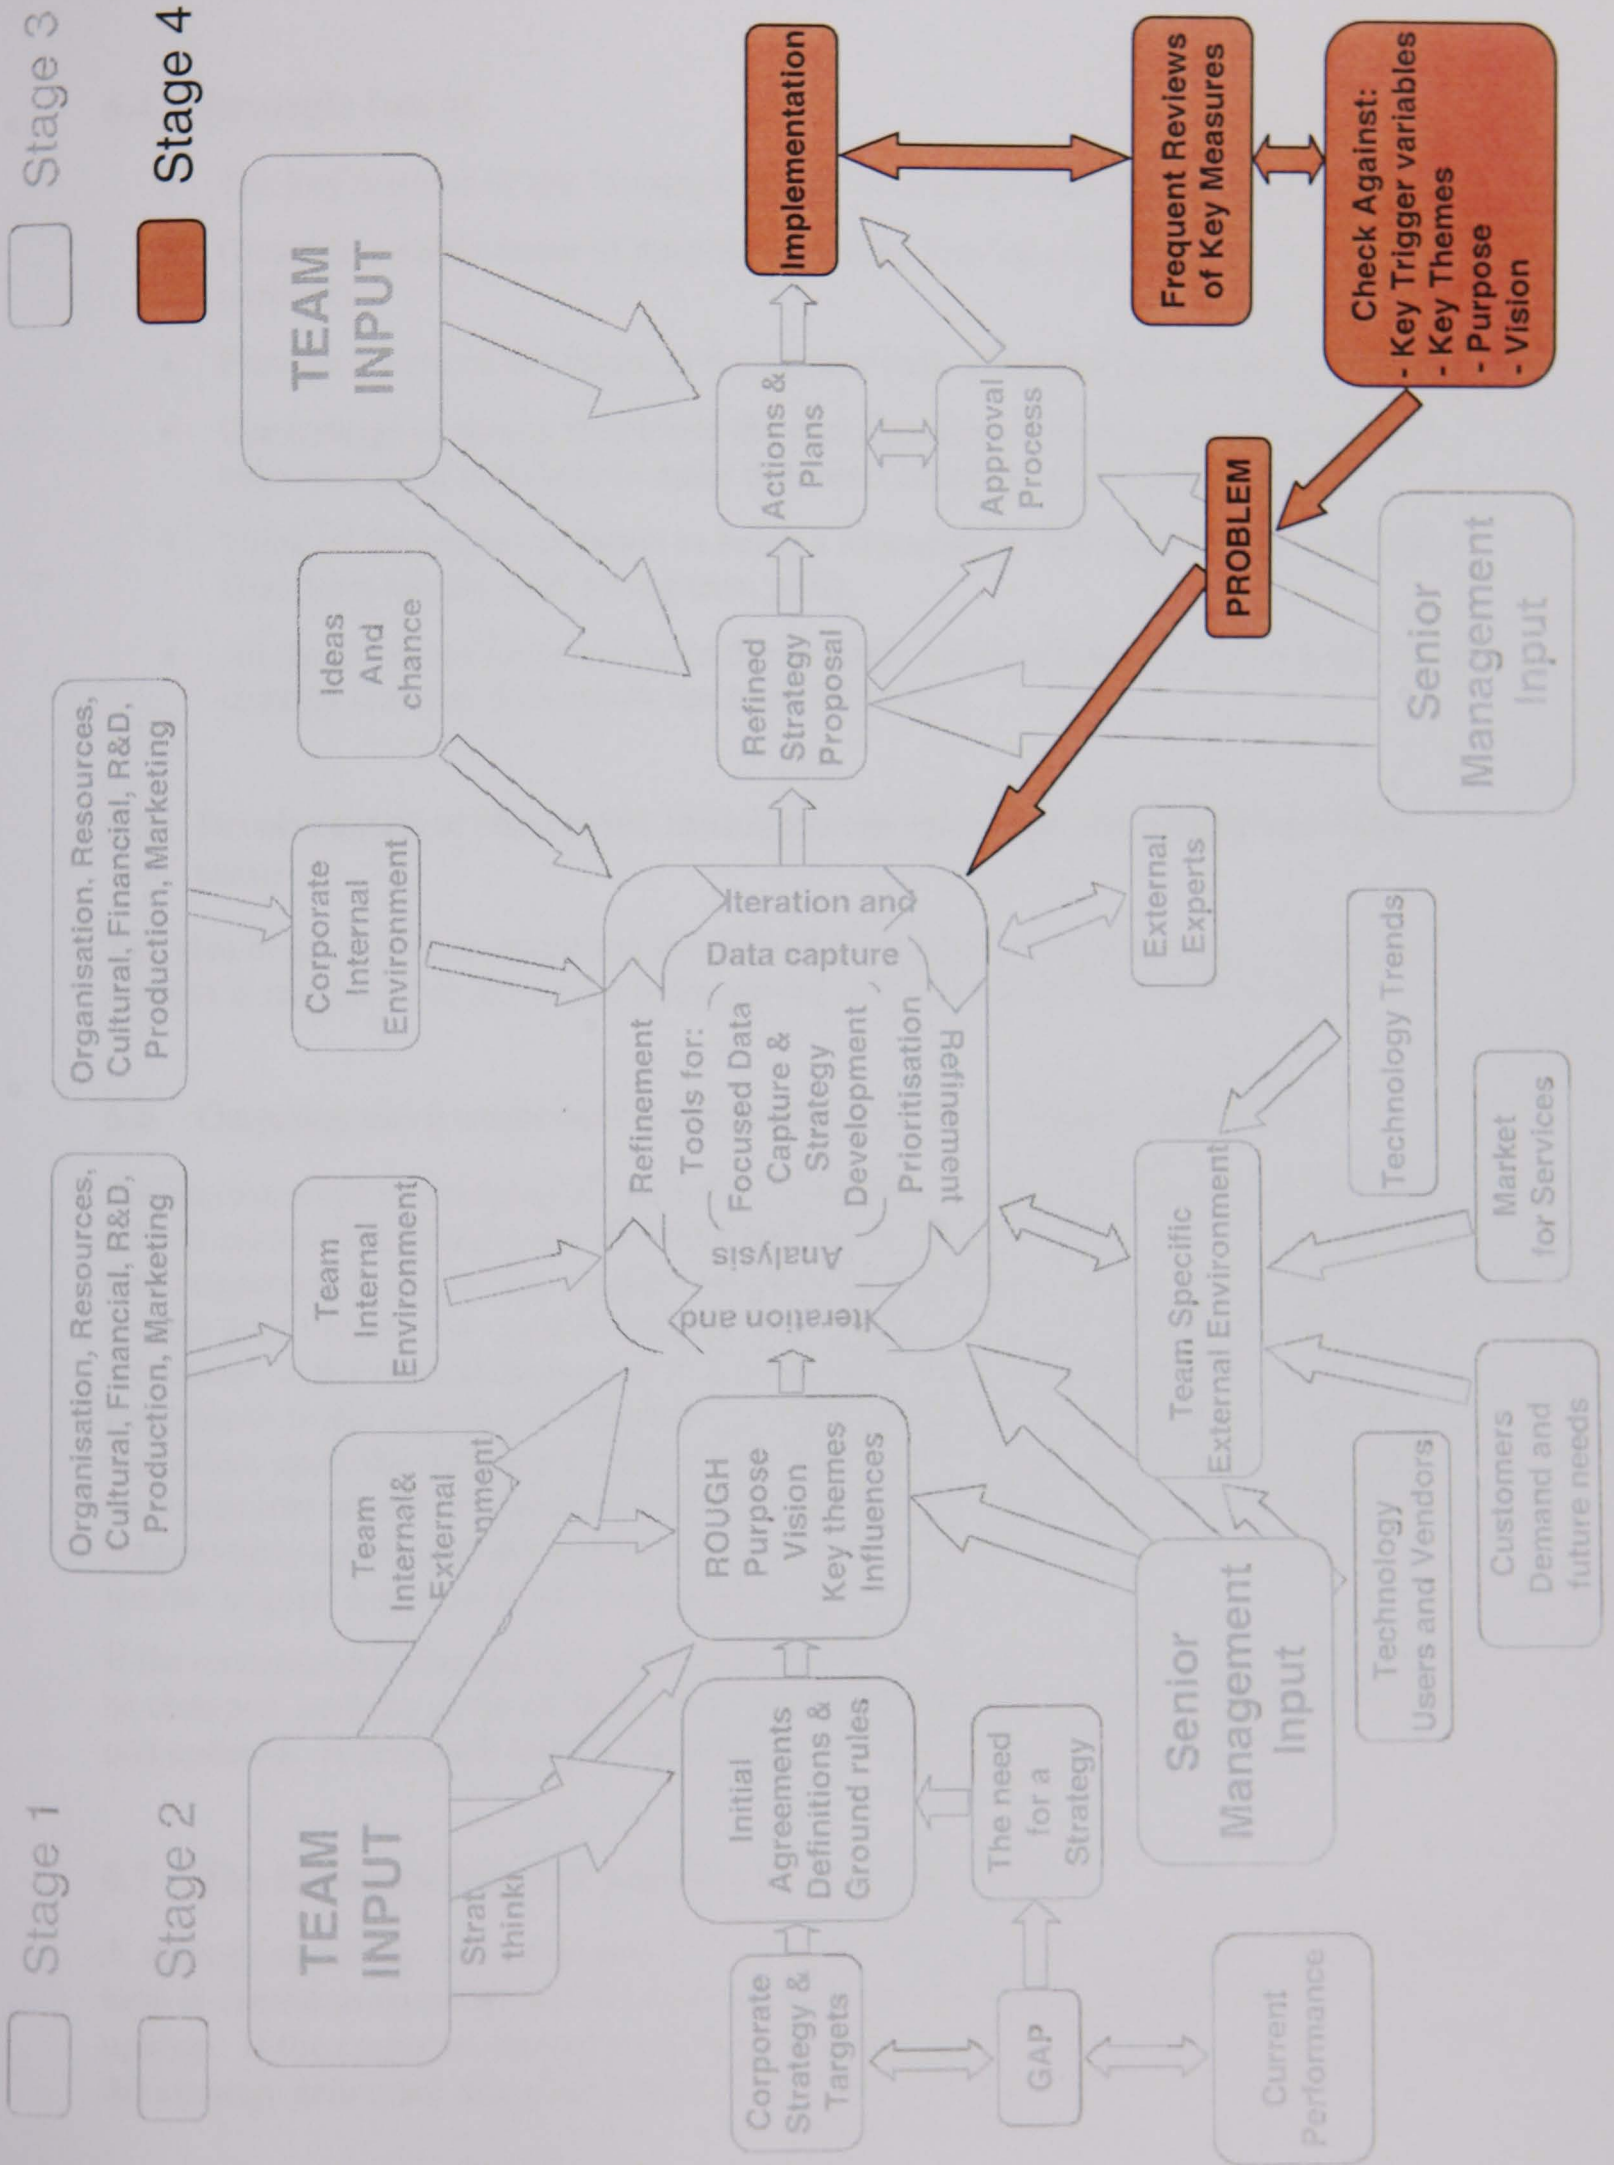 Stage 1
Stage 2
Stage 3
Stage 4
TEAM
INPUT
Strat
thinki
Team
Internal&
External
nment
Organisation, Resources,
Cultural, Financial, R&D,
Production, Marketing
Team
Internal
Environment
Organisation, Resources,
Cultural, Financial, R&D,
Production, Marketing
Corporate
Internal
Environment
Ideas
And
chance
TEAM
INPUT
Corporate
Strategy &
Targets
GAP
Current
Performance
Initial
Agreements
Definitions &
Ground rules
The need
for a
Strategy
ROUGH
Purpose
Vision
Key themes
Influences
Iteration and
Analysis
Refinement
Tools for:
Focused Data
Capture &
Strategy
Development
Prioritisation
Refinement
Data capture
Iteration and
Refined
Strategy
Proposal
Actions &
Plans
Approval
Process
Implementation
Frequent Reviews
of Key Measures
Check Against:
- Key Trigger variables
- Key Themes
- Purpose
- Vision
PROBLEM
Senior
Management
Input
External
Experts
Team Specific
External Environment
Technology Trends
Market
for Services
Customers
Demand and
future needs
Technology
Users and Vendors
Senior
Management
Input